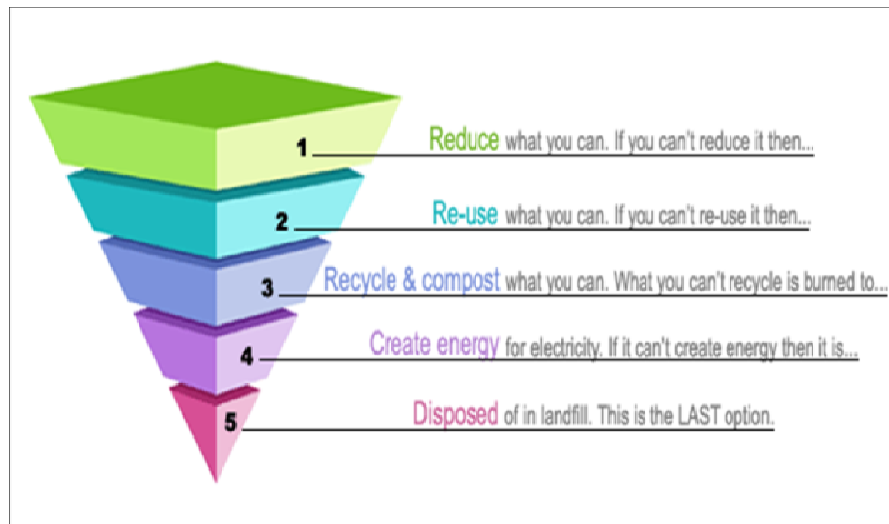 1 Reduce what you can. If you can't reduce it then...
2 Re-use what you can. If you can't re-use it then...
3 Recycle & compost what you can. What you can't recycle is burned to...
4 Create energy for electricity. If it can't create energy then it is...
5 Disposed of in landfill. This is the LAST option.